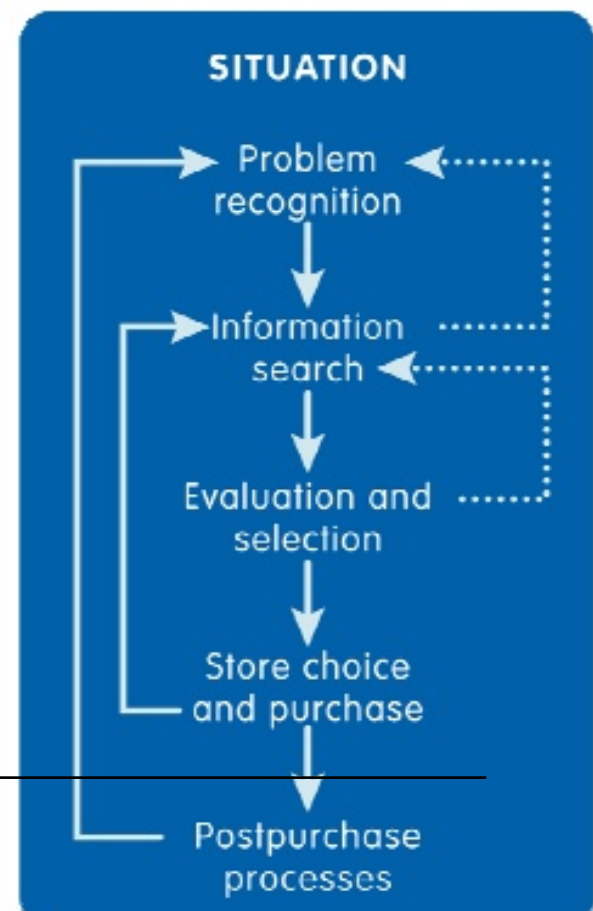 SITUATION
Problem
recognition
Information
search
Evaluation and
selection
Store choice
and purchase
Postpurchase
processes